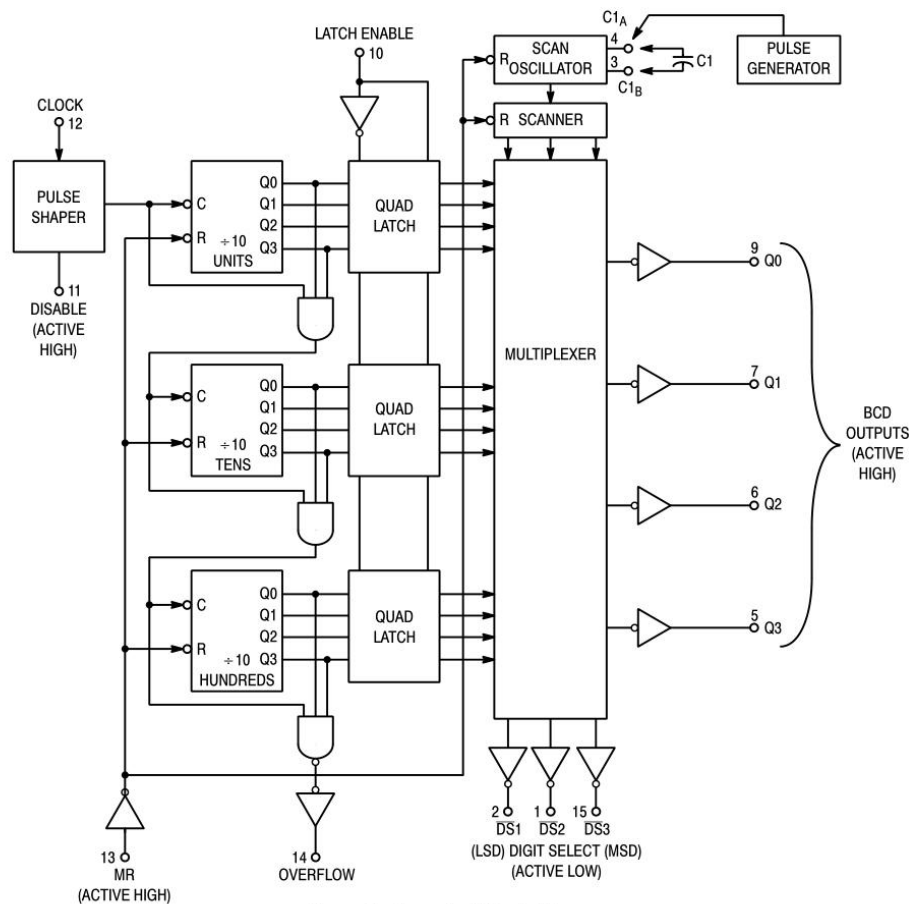 LATCH ENABLE
10
C1A
4
3
C1B
C1
R
SCAN
OSCILLATOR
PULSE
GENERATOR
CLOCK
12
R SCANNER
PULSE
SHAPER
C
R
÷ 10
UNITS
Q0
Q1
Q2
Q3
QUAD
LATCH
11
DISABLE
(ACTIVE
HIGH)
C
R
÷ 10
TENS
Q0
Q1
Q2
Q3
QUAD
LATCH
C
R
÷ 10
HUNDREDS
Q0
Q1
Q2
Q3
QUAD
LATCH
MULTIPLEXER
9
Q0
7
Q1
6
Q2
5
Q3
BCD
OUTPUTS
(ACTIVE
HIGH)
13
MR
(ACTIVE HIGH)
14
OVERFLOW
2 1 15
DS1 DS2 DS3
(LSD) DIGIT SELECT (MSD)
(ACTIVE LOW)